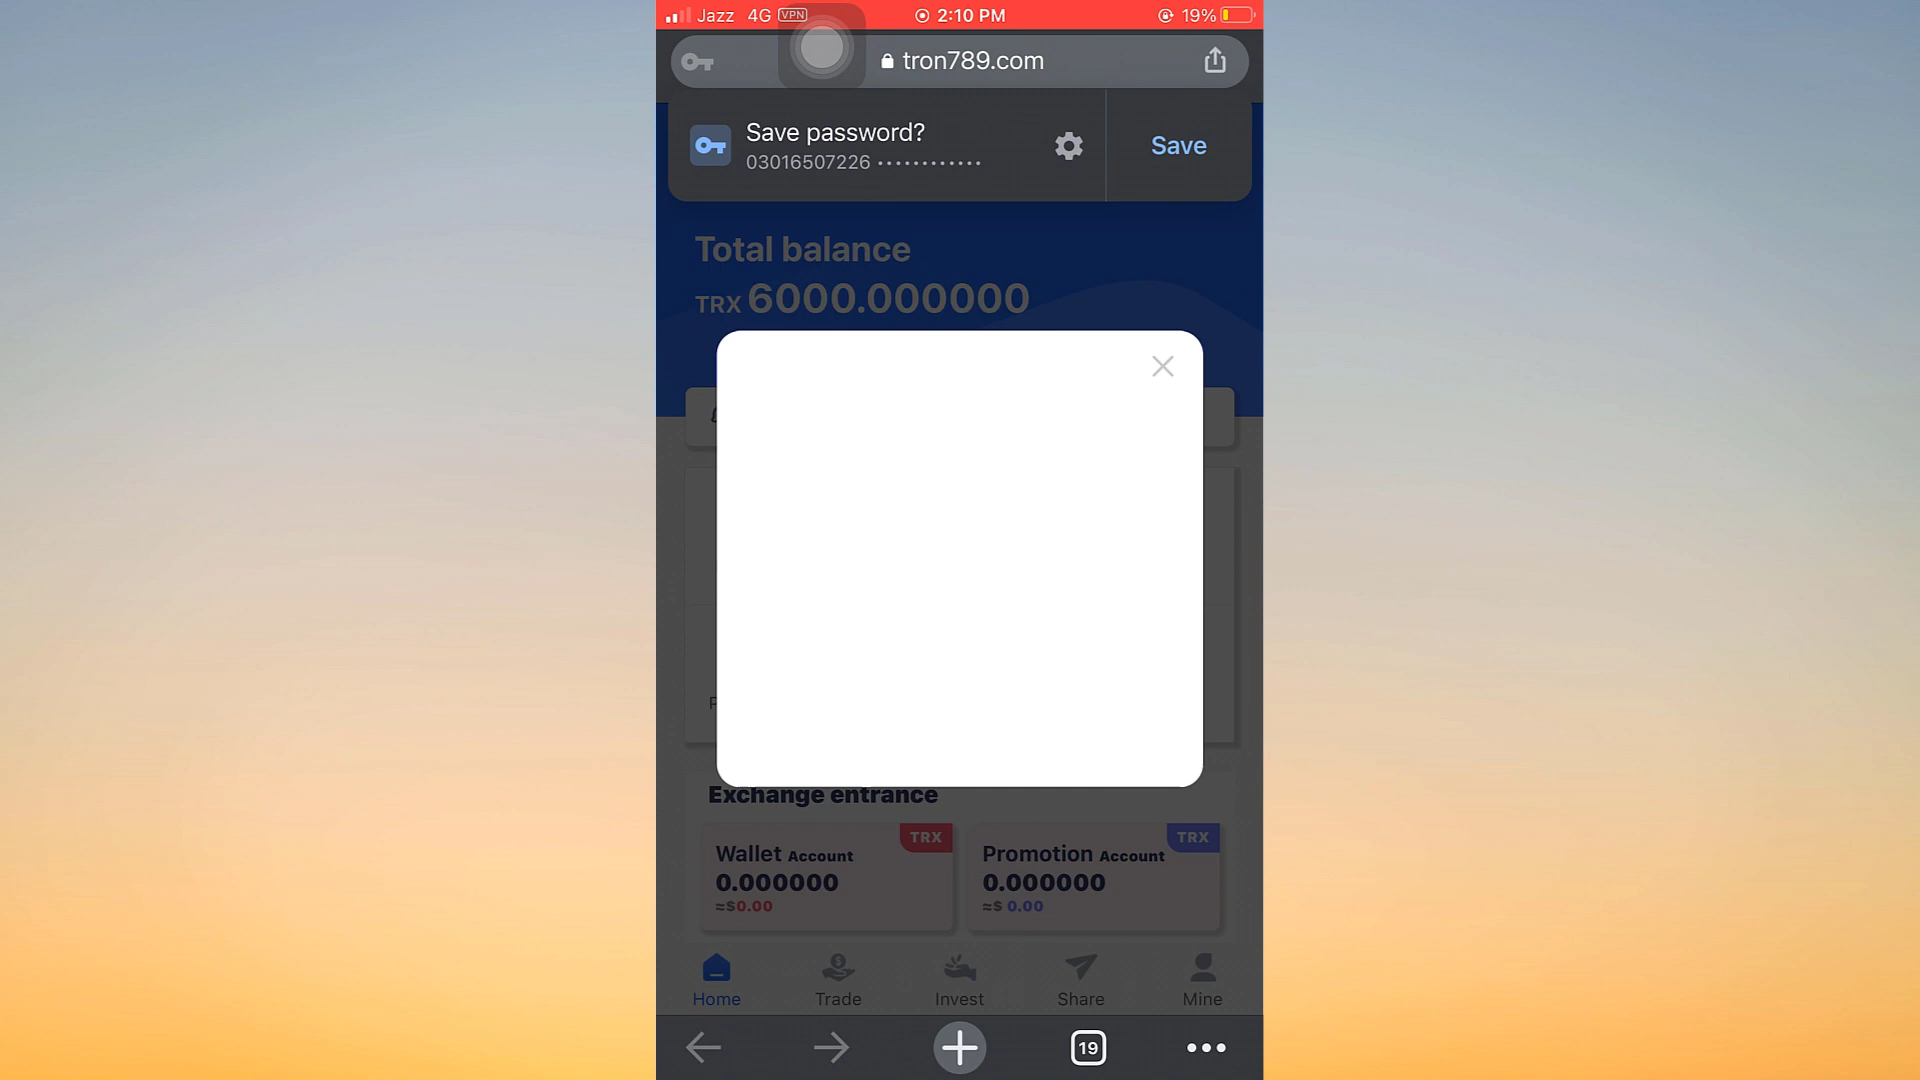 Jazz 4G VPN 2:10 PM 19%
tron789.com
Save password?
03016507226 ••••••••••••
Save
Total balance
TRX 6000.000000
Exchange entrance
TRX
Wallet Account
0.000000
≈$0.00
TRX
Promotion Account
0.000000
≈$ 0.00
Home Trade Invest Share Mine
19